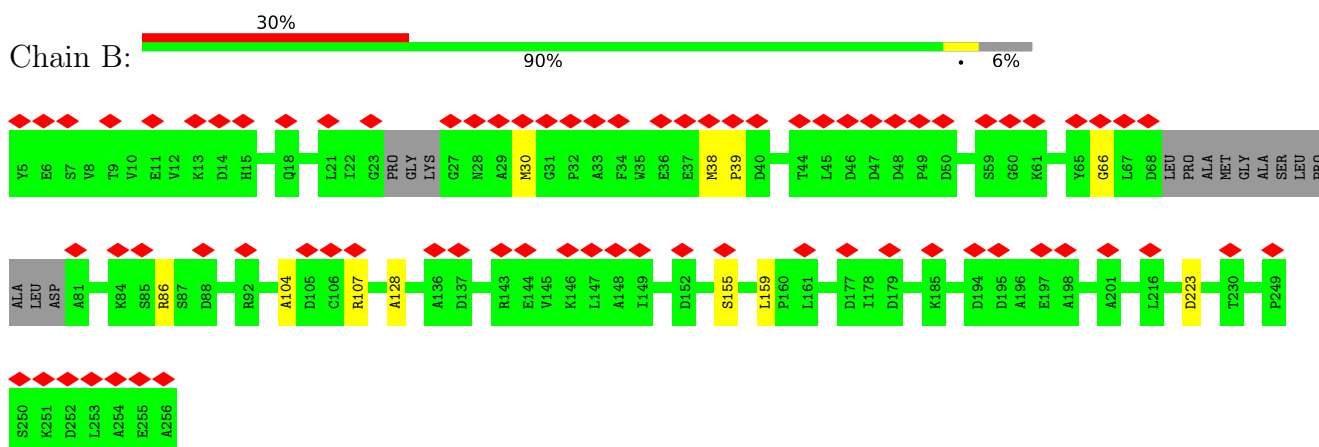 30%
Chain B:
90% • 6%
Y5 E6 S7 V8 T9 V10 E11 V12 K13 D14 H15 Q18 L21 I22 G23 PRO GLY LYS G27 N28 A29 M30 G31 P32 A33 F34 W35 E36 E37 M38 P39 D40 T44 L45 D46 D47 D48 P49 D50 S59 G60 K61 Y65 G66 L67 D68 LEU PRO ALA MET GLY ALA SER LEU PRO
ALA LEU ASP A81 K84 S85 R86 S87 D88 R92 A104 D105 C106 R107 A128 A136 D137 R143 E144 V145 K146 L147 A148 I149 D152 S155 L159 P160 L161 D177 I178 D179 K185 D194 D195 A196 E197 A198 A201 L216 D223 T230 P249
S250 K251 D252 L253 A254 E255 A256